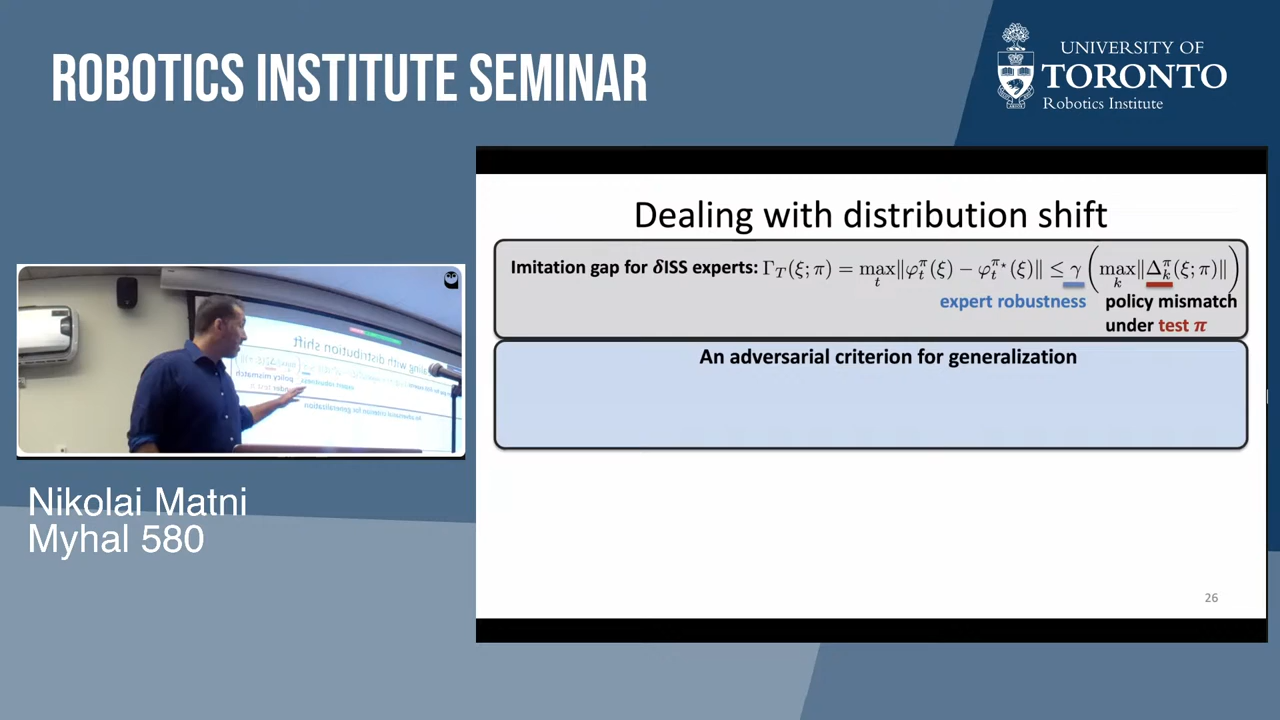 ROBOTICS INSTITUTE SEMINAR
UNIVERSITY OF
TORONTO
Robotics Institute
Dealing with distribution shift
Imitation gap for δISS experts: Γ_T(ξ; π) = max_t ‖φ_t^π(ξ) − φ_t^{π⋆}(ξ)‖ ≤ γ (max_k ‖Δ_k^π(ξ; π)‖)
expert robustness policy mismatch
under test π
An adversarial criterion for generalization
26
Nikolai Matni
Myhal 580